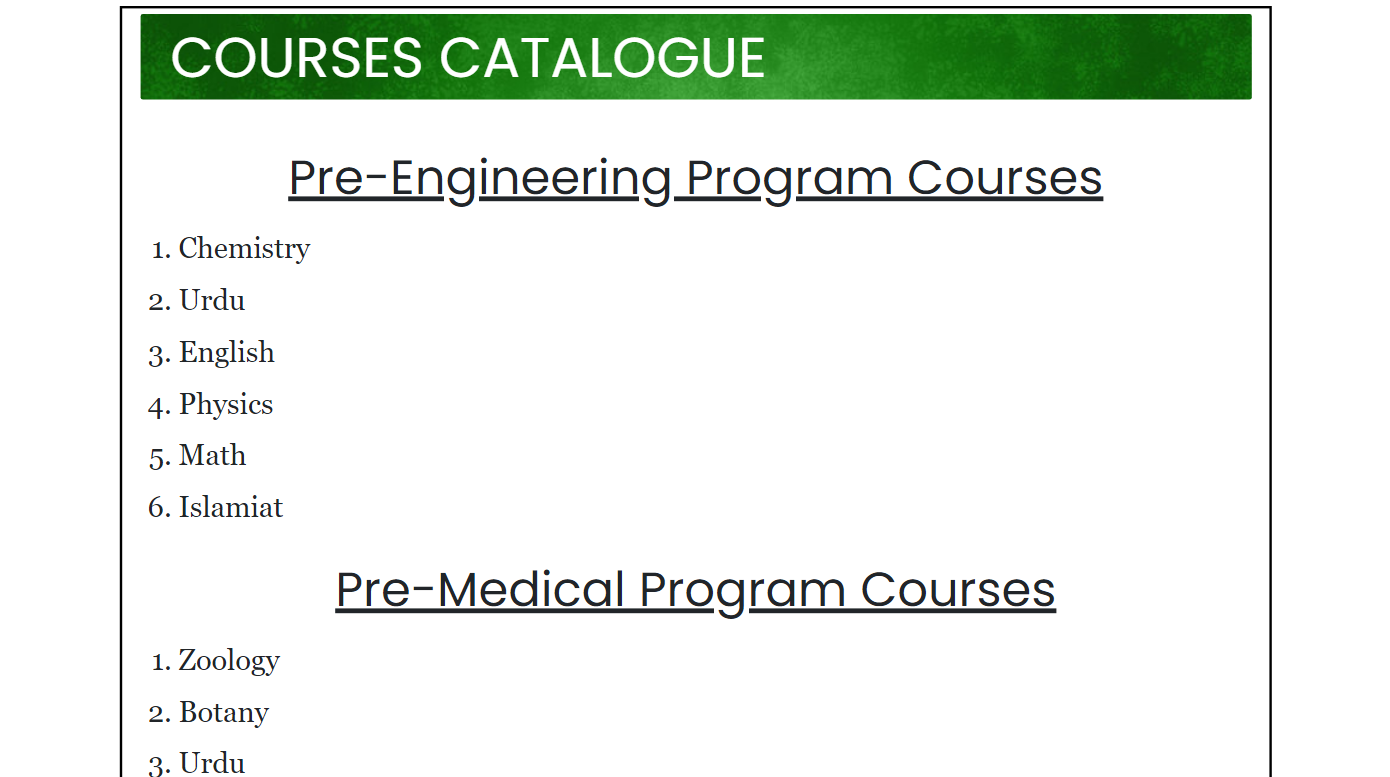 COURSES CATALOGUE
Pre-Engineering Program Courses
1. Chemistry
2. Urdu
3. English
4. Physics
5. Math
6. Islamiat
Pre-Medical Program Courses
1. Zoology
2. Botany
3. Urdu